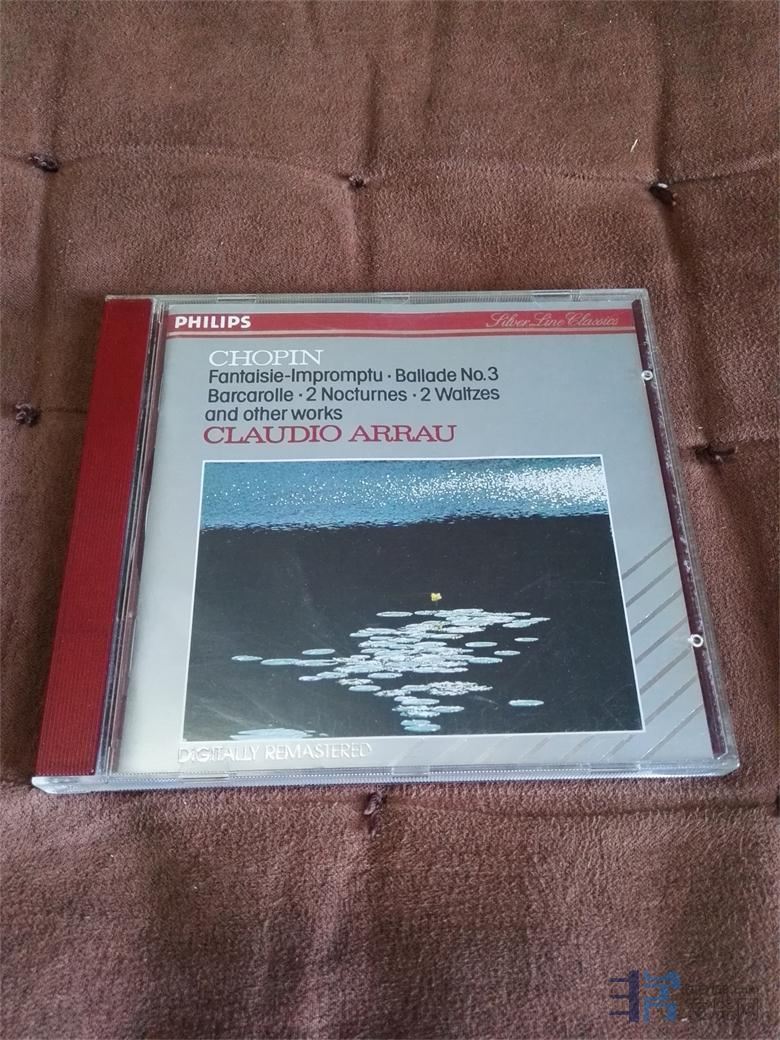 PHILIPS
Silver Line Classics
CHOPIN
Fantaisie-Impromptu · Ballade No.3
Barcarolle · 2 Nocturnes · 2 Waltzes
and other works
CLAUDIO ARRAU
DIGITALLY REMASTERED